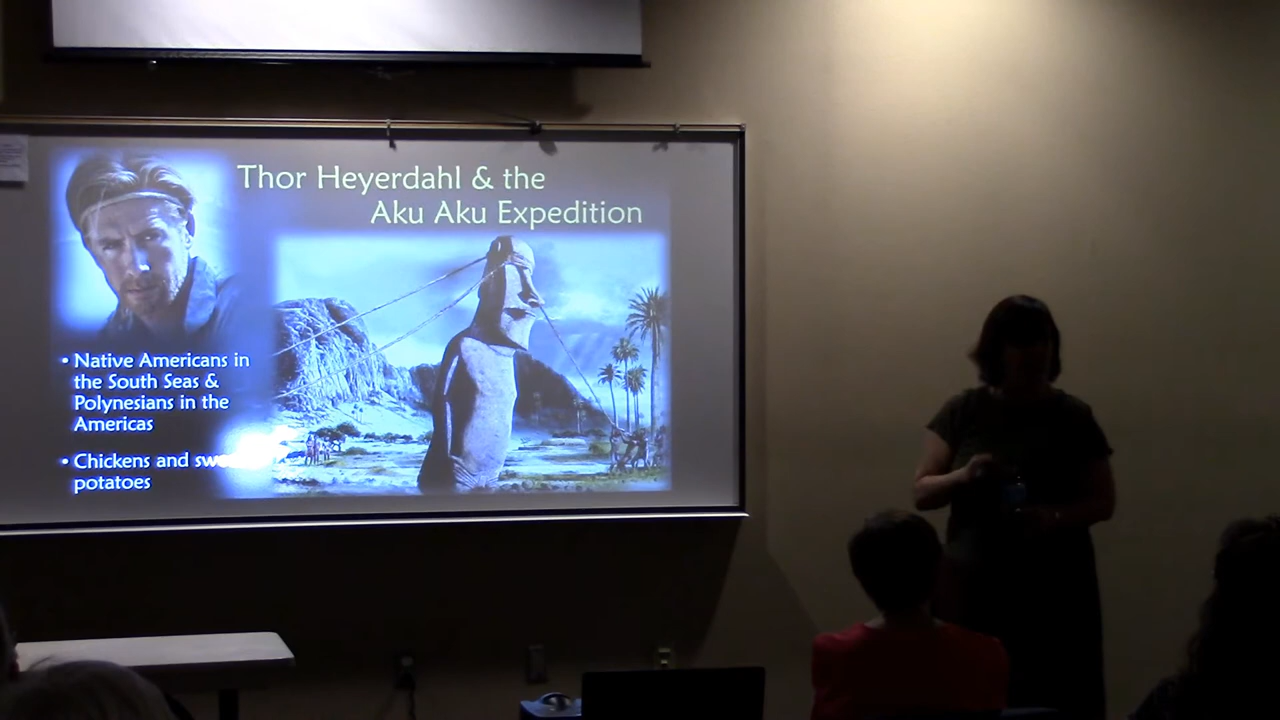 Thor Heyerdahl & the
Aku Aku Expedition
• Native Americans in
the South Seas &
Polynesians in the
Americas
• Chickens and
potatoes